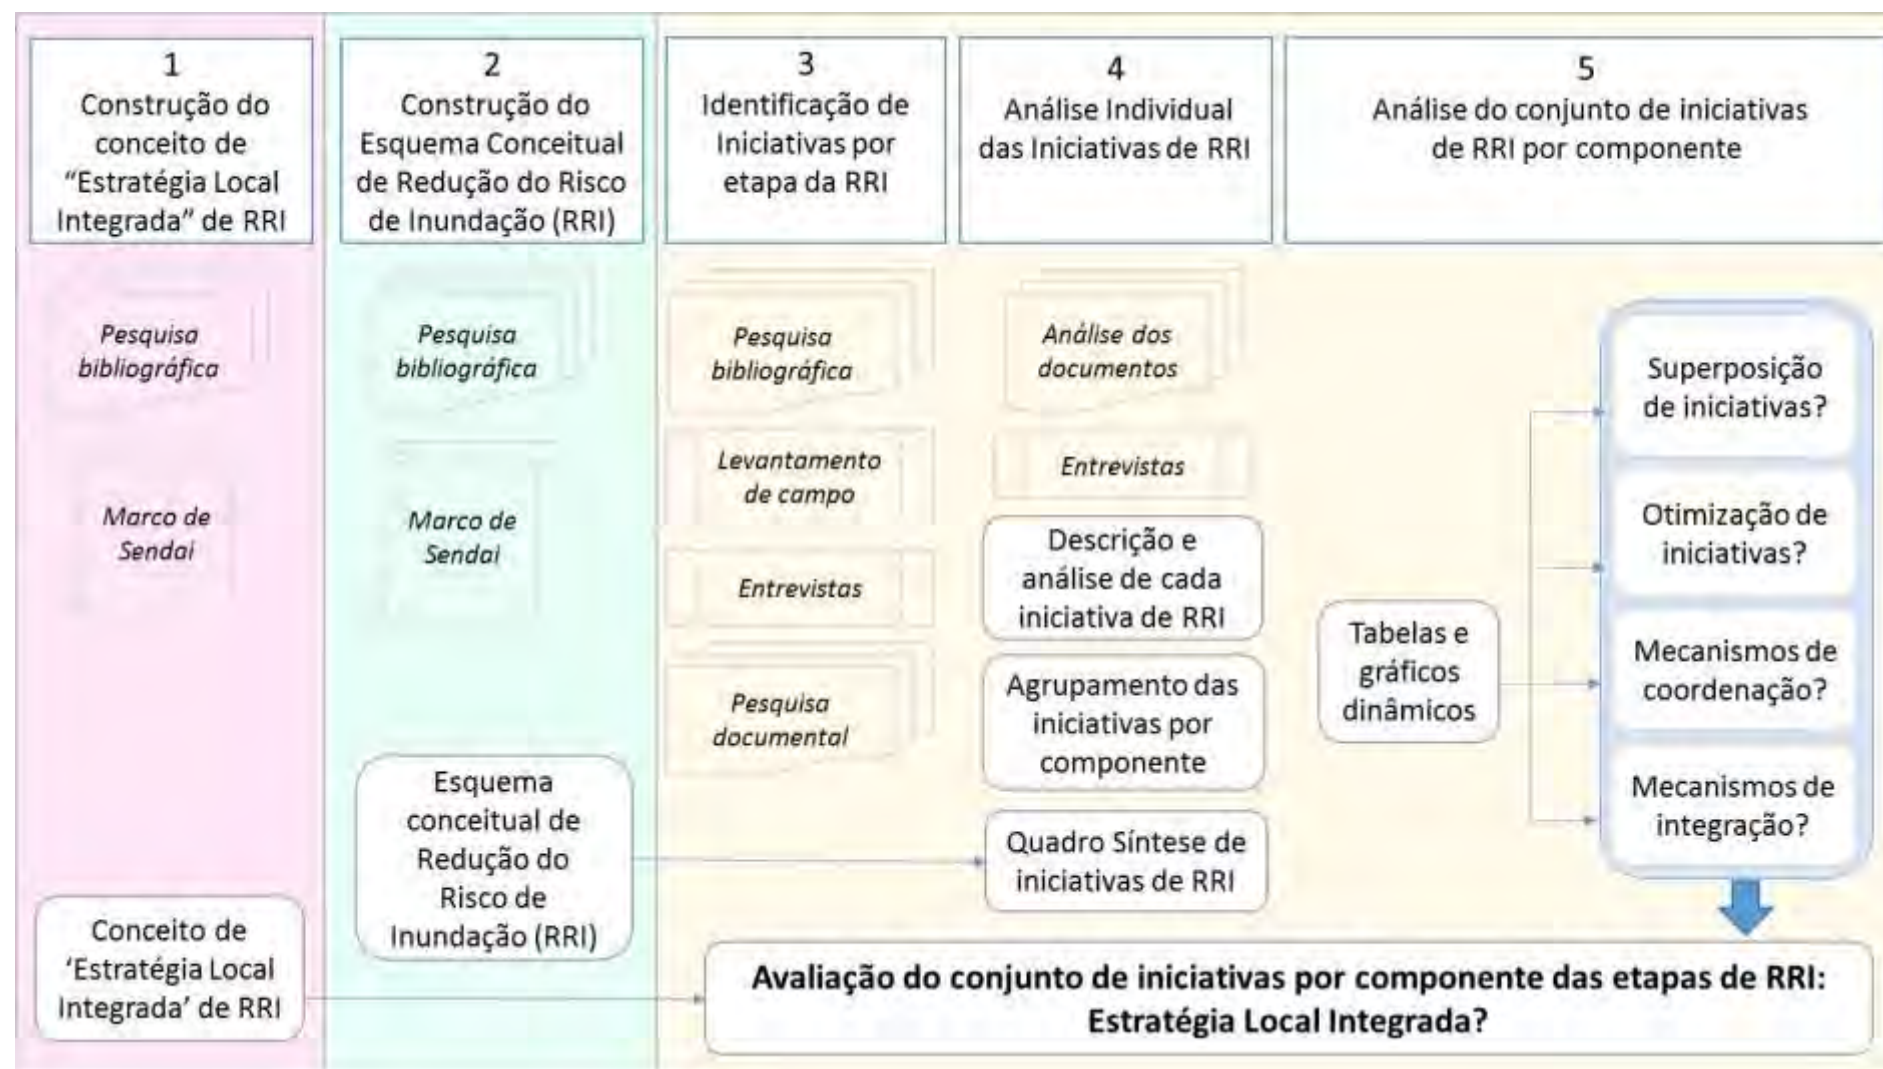 1
Construção do
conceito de
“Estratégia Local
Integrada” de RRI
2
Construção do
Esquema Conceitual
de Redução do Risco
de Inundação (RRI)
3
Identificação de
Iniciativas por
etapa da RRI
4
Análise Individual
das Iniciativas de RRI
5
Análise do conjunto de iniciativas
de RRI por componente
Pesquisa
bibliográfica
Marco de
Sendai
Conceito de
‘Estratégia Local
Integrada’ de RRI
Pesquisa
bibliográfica
Marco de
Sendai
Esquema
conceitual de
Redução do
Risco de
Inundação (RRI)
Pesquisa
bibliográfica
Levantamento
de campo
Entrevistas
Pesquisa
documental
Análise dos
documentos
Entrevistas
Descrição e
análise de cada
iniciativa de RRI
Agrupamento das
iniciativas por
componente
Quadro Síntese de
iniciativas de RRI
Tabelas e
gráficos
dinâmicos
Superposição
de iniciativas?
Otimização de
iniciativas?
Mecanismos de
coordenação?
Mecanismos de
integração?
Avaliação do conjunto de iniciativas por componente das etapas de RRI:
Estratégia Local Integrada?